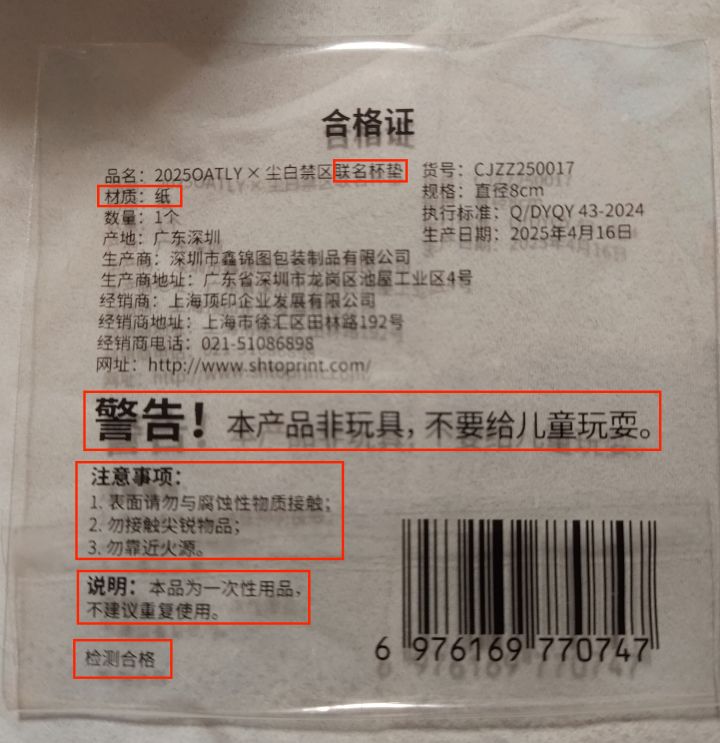 合格证
品名：2025OATLY×尘白禁区联名杯垫
货号：CJZZ250017
材质：纸
规格：直径8cm
数量：1个
执行标准：Q/DYQY 43-2024
产地：广东深圳
生产日期：2025年4月16日
生产商：深圳市鑫锦图包装制品有限公司
生产商地址：广东省深圳市龙岗区池屋工业区4号
经销商：上海顶印企业发展有限公司
经销商地址：上海市徐汇区田林路192号
经销商电话：021-51086898
网址：http://www.shtoprint.com/
警告！本产品非玩具，不要给儿童玩耍。
注意事项：
1. 表面请勿与腐蚀性物质接触；
2. 勿接触尖锐物品；
3. 勿靠近火源。
说明：本品为一次性用品，
不建议重复使用。
检测合格
6 976169 770747